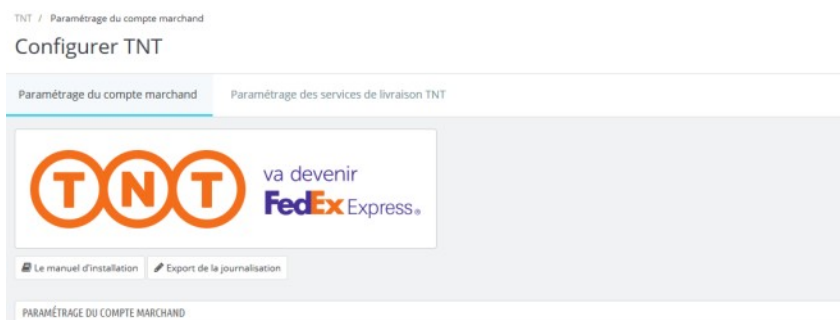 TNT / Paramétrage du compte marchand
Configurer TNT
Paramétrage du compte marchand Paramétrage des services de livraison TNT
TNT va devenir
FedEx Express®
Le manuel d'installation Export de la journalisation
PARAMÉTRAGE DU COMPTE MARCHAND